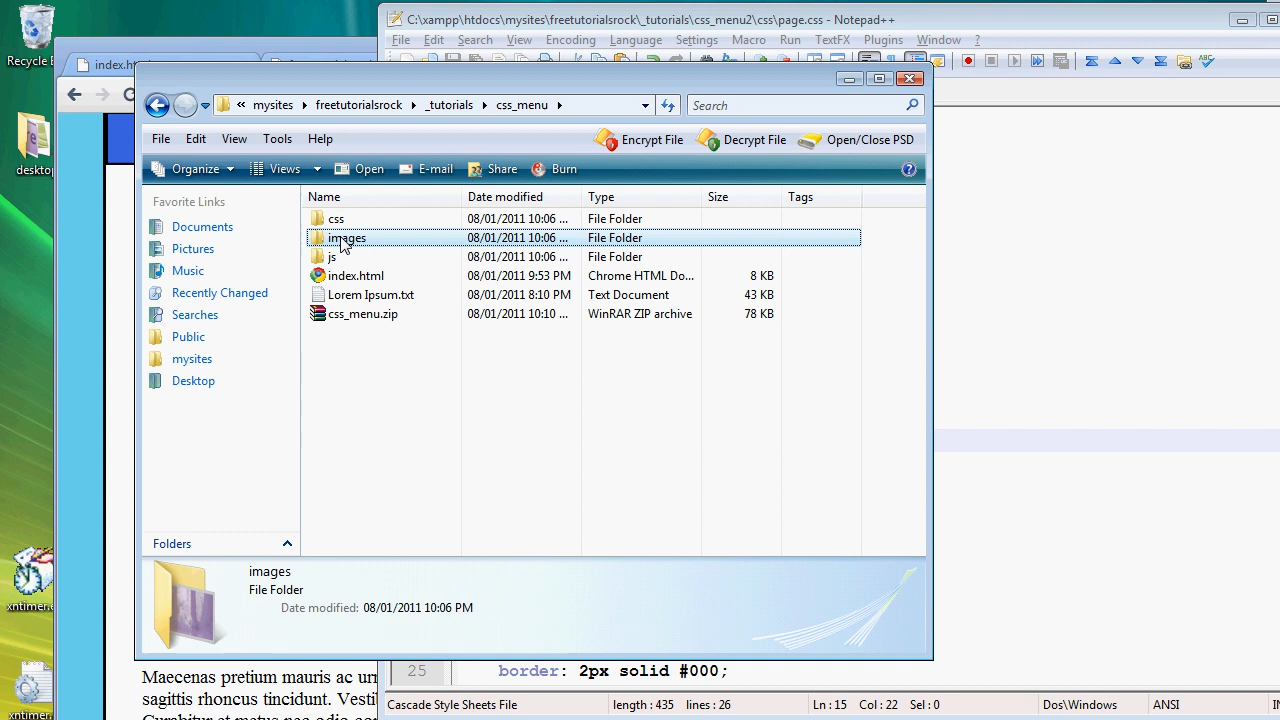 Recycle
C:\xampp\htdocs\mysites\freetutorialsrock\_tutorials\css_menu2\css\page.css - Notepad++
File Edit Search View Encoding Language Settings Macro Run TextFX Plugins Window ?
« mysites freetutorialsrock _tutorials css_menu Search
File Edit View Tools Help Encrypt File Decrypt File Open/Close PSD
Organize Views Open E-mail Share Burn
Favorite Links
Documents
Pictures
Music
Recently Changed
Searches
Public
mysites
Desktop
Folders
Name Date modified Type Size Tags
css 08/01/2011 10:06 ... File Folder
images 08/01/2011 10:06 ... File Folder
js 08/01/2011 10:06 ... File Folder
index.html 08/01/2011 9:53 PM Chrome HTML Do... 8 KB
Lorem Ipsum.txt 08/01/2011 8:10 PM Text Document 43 KB
css_menu.zip 08/01/2011 10:10 ... WinRAR ZIP archive 78 KB
images
File Folder
Date modified: 08/01/2011 10:06 PM
Maecenas pretium mauris ac
sagittis rhoncus tincidunt.
25 border: 2px solid #000;
Cascade Style Sheets File length : 435 lines : 26 Ln : 15 Col : 22 Sel : 0 Dos\Windows ANSI